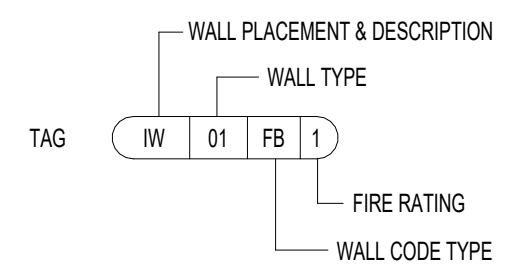 WALL PLACEMENT & DESCRIPTION
WALL TYPE
TAG IW 01 FB 1
FIRE RATING
WALL CODE TYPE